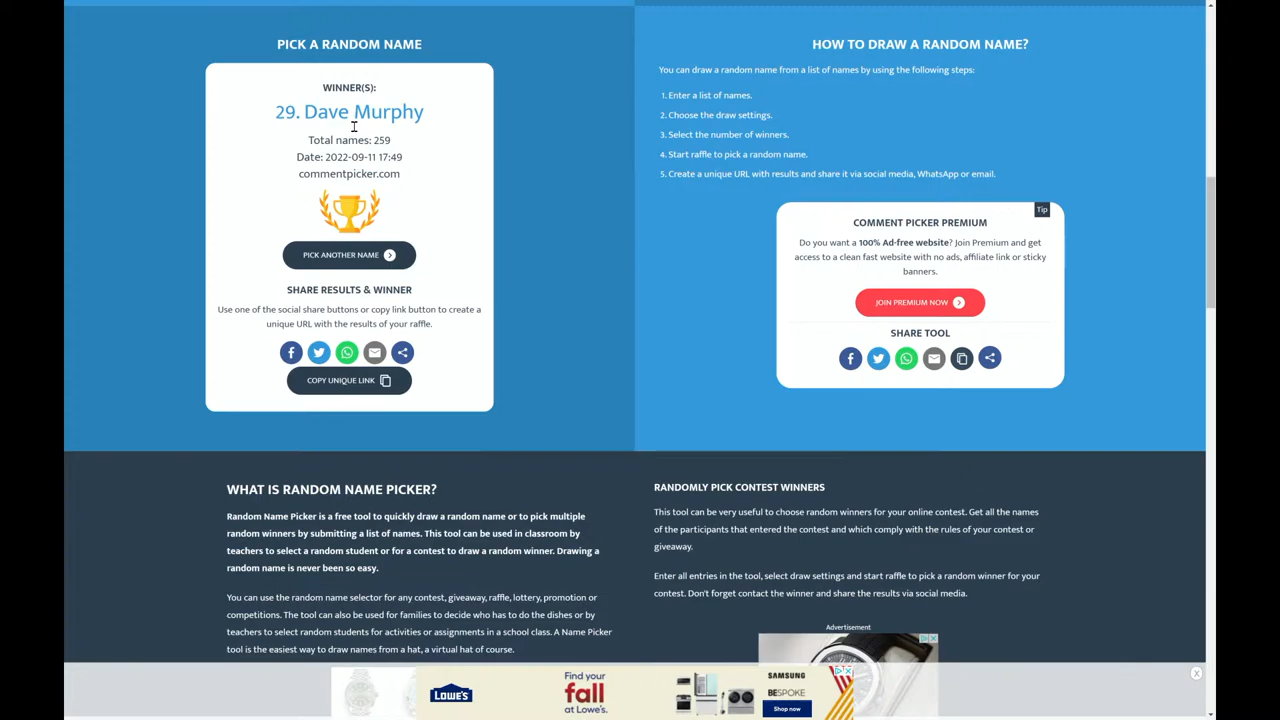 PICK A RANDOM NAME
WINNER(S):
29. Dave Murphy
Total names: 259
Date: 2022-09-11 17:49
commentpicker.com
PICK ANOTHER NAME
SHARE RESULTS & WINNER
Use one of the social share buttons or copy link button to create a
unique URL with the results of your raffle.
COPY UNIQUE LINK
HOW TO DRAW A RANDOM NAME?
You can draw a random name from a list of names by using the following steps:
1. Enter a list of names.
2. Choose the draw settings.
3. Select the number of winners.
4. Start raffle to pick a random name.
5. Create a unique URL with results and share it via social media, WhatsApp or email.
Tip
COMMENT PICKER PREMIUM
Do you want a 100% Ad-free website? Join Premium and get
access to a clean fast website with no ads, affiliate link or sticky
banners.
JOIN PREMIUM NOW
SHARE TOOL
WHAT IS RANDOM NAME PICKER?
Random Name Picker is a free tool to quickly draw a random name or to pick multiple
random winners by submitting a list of names. This tool can be used in classroom by
teachers to select a random student or for a contest to draw a random winner. Drawing a
random name is never been so easy.
You can use the random name selector for any contest, giveaway, raffle, lottery, promotion or
competitions. The tool can also be used for families to decide who has to do the dishes or by
teachers to select random students for activities or assignments in a school class. A Name Picker
tool is the easiest way to draw names from a hat, a virtual hat of course.
RANDOMLY PICK CONTEST WINNERS
This tool can be very useful to choose random winners for your online contest. Get all the names
of the participants that entered the contest and which comply with the rules of your contest or
giveaway.
Enter all entries in the tool, select draw settings and start raffle to pick a random winner for your
contest. Don't forget contact the winner and share the results via social media.
Advertisement
LOWE'S
Find your
fall
at Lowe's.
SAMSUNG
BESPOKE
Shop now
X